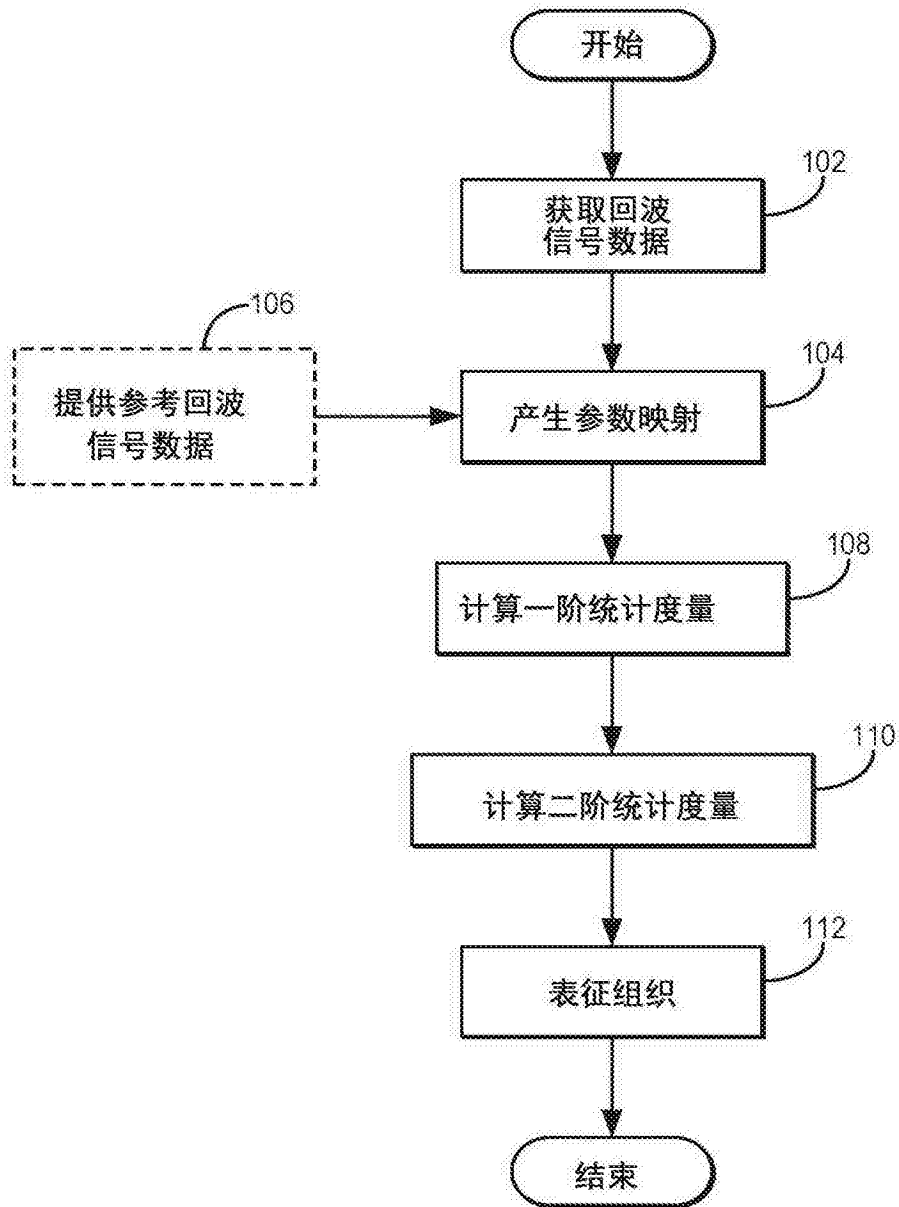 开始
102
获取回波
信号数据
106
提供参考回波
信号数据
104
产生参数映射
108
计算一阶统计度量
110
计算二阶统计度量
112
表征组织
结束